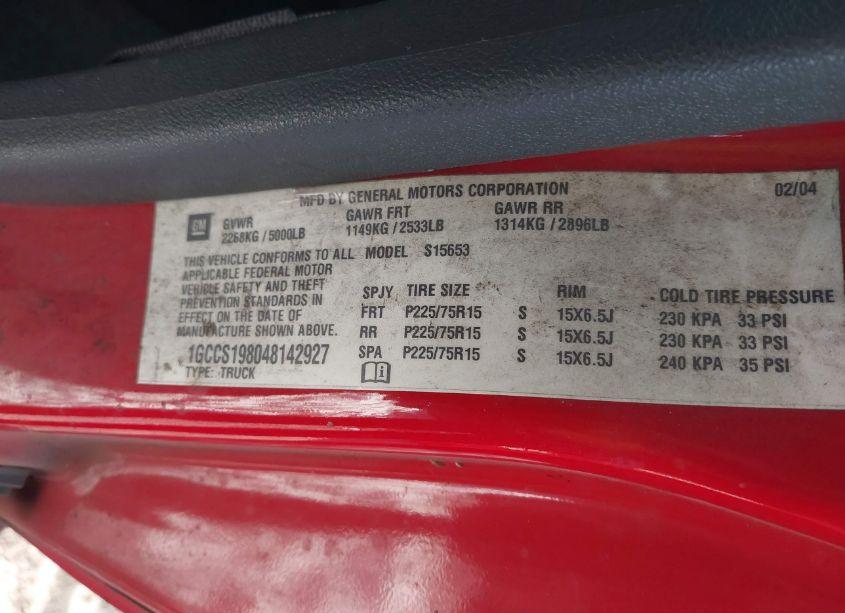 MFD BY GENERAL MOTORS CORPORATION 02/04
GM GVWR GAWR FRT GAWR RR
2268KG / 5000LB 1149KG / 2533LB 1314KG / 2896LB
THIS VEHICLE CONFORMS TO ALL MODEL S15653
APPLICABLE FEDERAL MOTOR
VEHICLE SAFETY AND THEFT
PREVENTION STANDARDS IN
EFFECT ON THE DATE OF
MANUFACTURE SHOWN ABOVE.
1GCCS198048142927
TYPE: TRUCK
SPJY TIRE SIZE RIM COLD TIRE PRESSURE
FRT P225/75R15 S 15X6.5J 230 KPA 33 PSI
RR P225/75R15 S 15X6.5J 230 KPA 33 PSI
SPA P225/75R15 S 15X6.5J 240 KPA 35 PSI